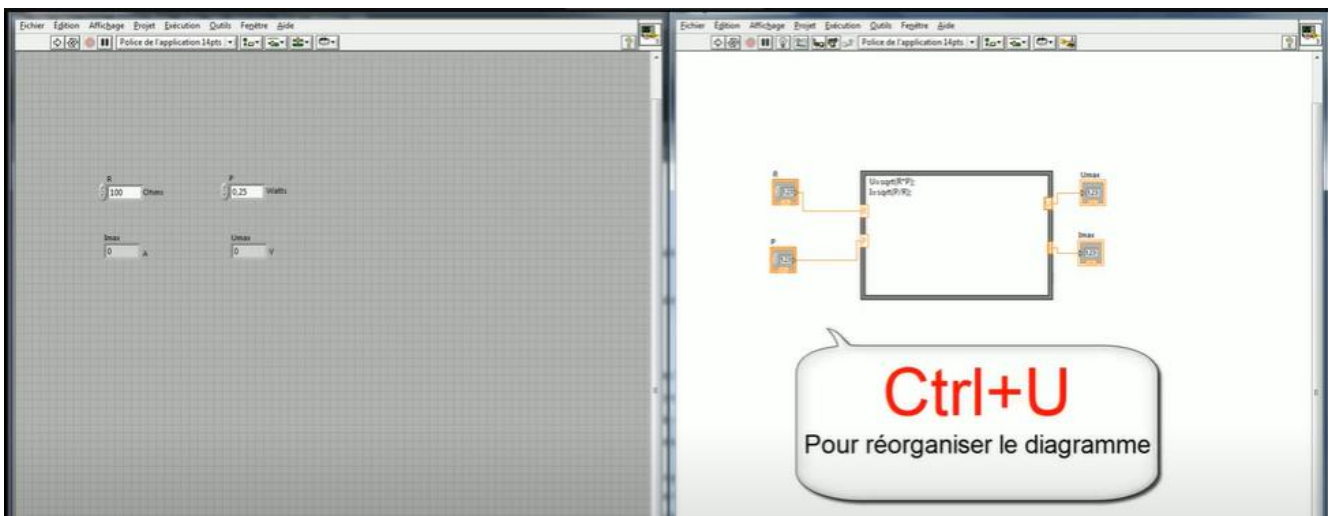 Fichier Edition Affichage Projet Exécution Outils Fenêtre Aide
Police de l'application 14pts
R
100 Ohms
P
0,25 Watts
Imax
0 A
Umax
0 V
Fichier Edition Affichage Projet Exécution Outils Fenêtre Aide
Police de l'application 14pts
R
P
U=sqrt(R*P);
I=sqrt(P/R);
Umax
Imax
Ctrl+U
Pour réorganiser le diagramme